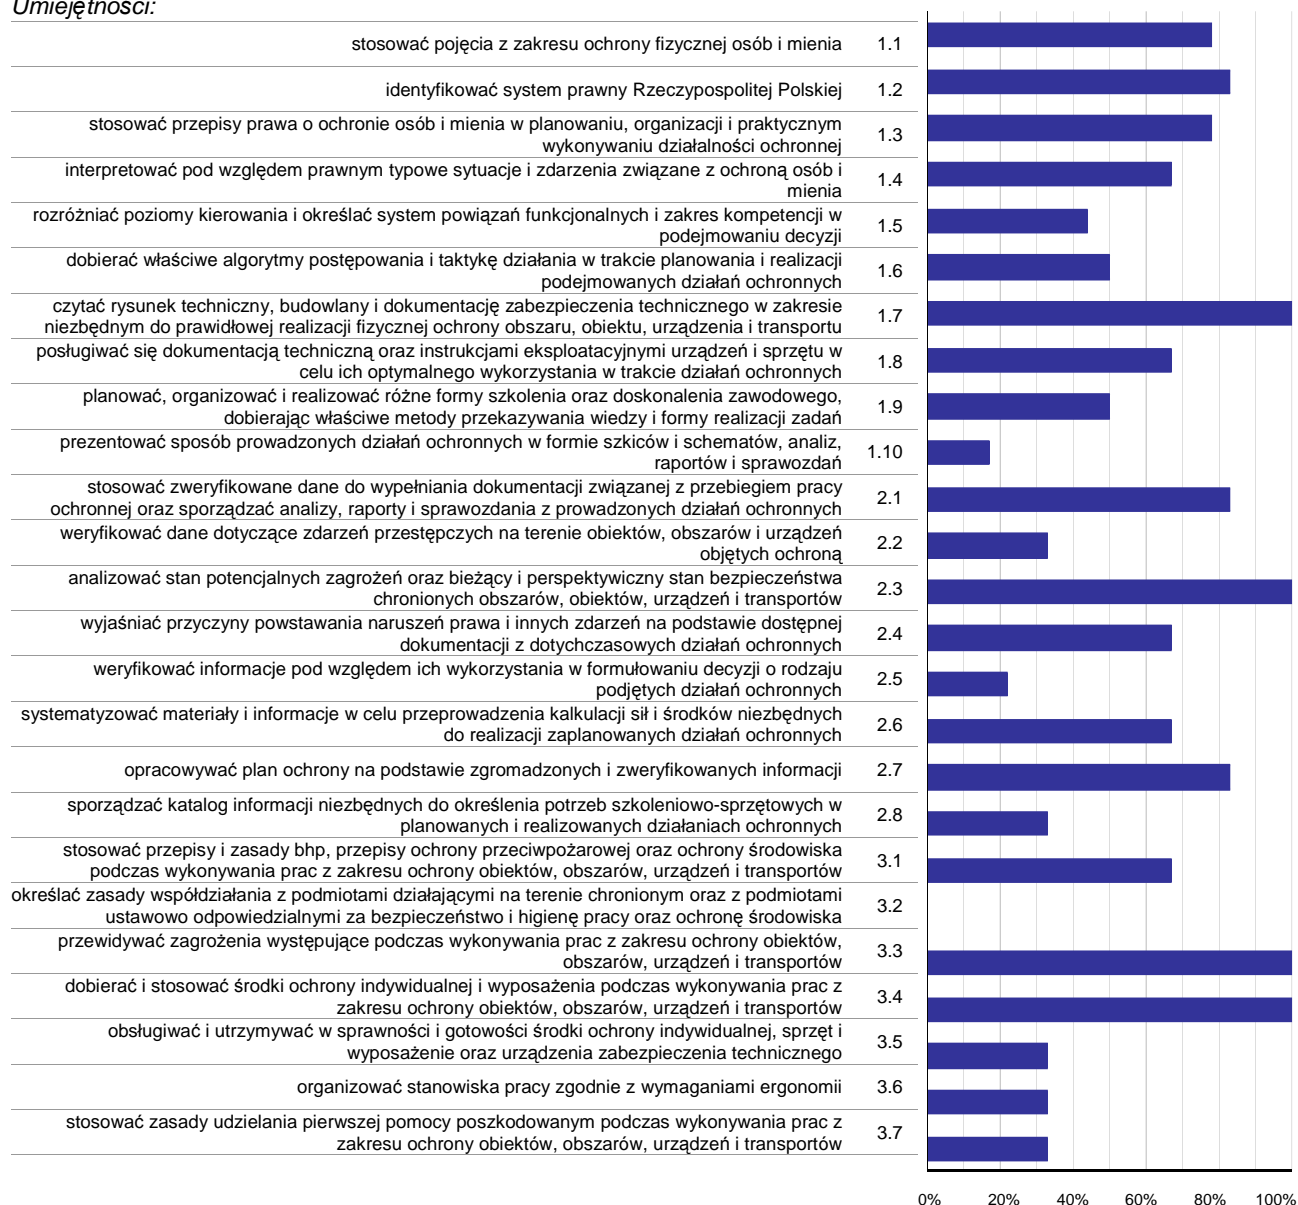 Umiejętności:
stosować pojęcia z zakresu ochrony fizycznej osób i mienia 1.1
identyfikować system prawny Rzeczypospolitej Polskiej 1.2
stosować przepisy prawa o ochronie osób i mienia w planowaniu, organizacji i praktycznym
wykonywaniu działalności ochronnej 1.3
interpretować pod względem prawnym typowe sytuacje i zdarzenia związane z ochroną osób i
mienia 1.4
rozróżniać poziomy kierowania i określać system powiązań funkcjonalnych i zakres kompetencji w
podejmowaniu decyzji 1.5
dobierać właściwe algorytmy postępowania i taktykę działania w trakcie planowania i realizacji
podejmowanych działań ochronnych 1.6
czytać rysunek techniczny, budowlany i dokumentację zabezpieczenia technicznego w zakresie
niezbędnym do prawidłowej realizacji fizycznej ochrony obszaru, obiektu, urządzenia i transportu 1.7
posługiwać się dokumentacją techniczną oraz instrukcjami eksploatacyjnymi urządzeń i sprzętu w
celu ich optymalnego wykorzystania w trakcie działań ochronnych 1.8
planować, organizować i realizować różne formy szkolenia oraz doskonalenia zawodowego,
dobierając właściwe metody przekazywania wiedzy i formy realizacji zadań 1.9
prezentować sposób prowadzonych działań ochronnych w formie szkiców i schematów, analiz,
raportów i sprawozdań 1.10
stosować zweryfikowane dane do wypełniania dokumentacji związanej z przebiegiem pracy
ochronnej oraz sporządzać analizy, raporty i sprawozdania z prowadzonych działań ochronnych 2.1
weryfikować dane dotyczące zdarzeń przestępczych na terenie obiektów, obszarów i urządzeń
objętych ochroną 2.2
analizować stan potencjalnych zagrożeń oraz bieżący i perspektywiczny stan bezpieczeństwa
chronionych obszarów, obiektów, urządzeń i transportów 2.3
wyjaśniać przyczyny powstawania naruszeń prawa i innych zdarzeń na podstawie dostępnej
dokumentacji z dotychczasowych działań ochronnych 2.4
weryfikować informacje pod względem ich wykorzystania w formułowaniu decyzji o rodzaju
podjętych działań ochronnych 2.5
systematyzować materiały i informacje w celu przeprowadzenia kalkulacji sił i środków niezbędnych
do realizacji zaplanowanych działań ochronnych 2.6
opracowywać plan ochrony na podstawie zgromadzonych i zweryfikowanych informacji 2.7
sporządzać katalog informacji niezbędnych do określenia potrzeb szkoleniowo-sprzętowych w
planowanych i realizowanych działaniach ochronnych 2.8
stosować przepisy i zasady bhp, przepisy ochrony przeciwpożarowej oraz ochrony środowiska
podczas wykonywania prac z zakresu ochrony obiektów, obszarów, urządzeń i transportów 3.1
określać zasady współdziałania z podmiotami działającymi na terenie chronionym oraz z podmiotami
ustawowo odpowiedzialnymi za bezpieczeństwo i higienę pracy oraz ochronę środowiska 3.2
przewidywać zagrożenia występujące podczas wykonywania prac z zakresu ochrony obiektów,
obszarów, urządzeń i transportów 3.3
dobierać i stosować środki ochrony indywidualnej i wyposażenia podczas wykonywania prac z
zakresu ochrony obiektów, obszarów, urządzeń i transportów 3.4
obsługiwać i utrzymywać w sprawności i gotowości środki ochrony indywidualnej, sprzęt i
wyposażenie oraz urządzenia zabezpieczenia technicznego 3.5
organizować stanowiska pracy zgodnie z wymaganiami ergonomii 3.6
stosować zasady udzielania pierwszej pomocy poszkodowanym podczas wykonywania prac z
zakresu ochrony obiektów, obszarów, urządzeń i transportów 3.7
0% 20% 40% 60% 80% 100%